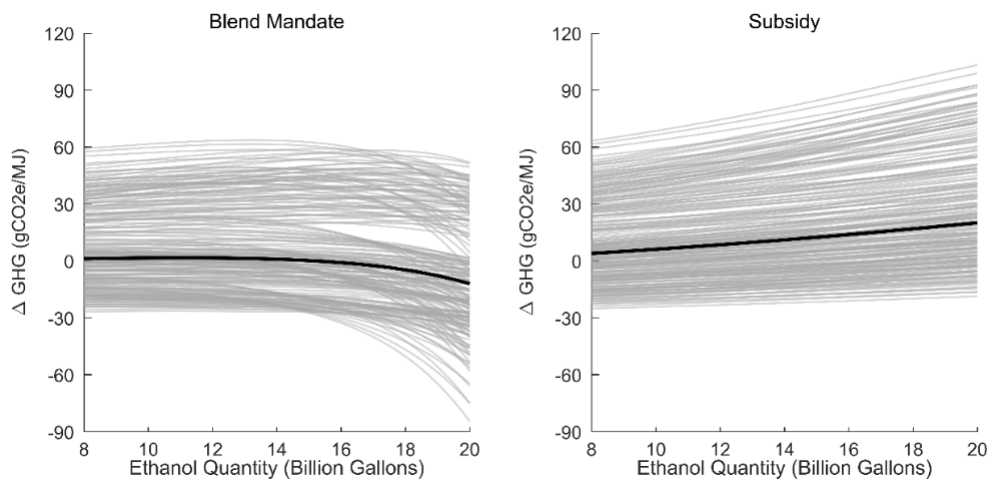 Blend Mandate
120
90
60
30
0
-30
-60
-90
Δ GHG (gCO2e/MJ)
8 10 12 14 16 18 20
Ethanol Quantity (Billion Gallons)
Subsidy
120
90
60
30
0
-30
-60
-90
Δ GHG (gCO2e/MJ)
8 10 12 14 16 18 20
Ethanol Quantity (Billion Gallons)